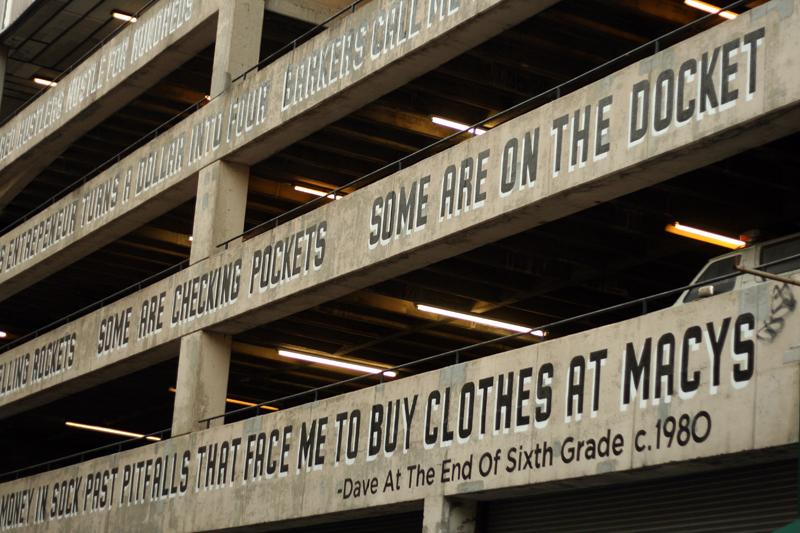 HUSTLERS HUSTLE FOR HUNDREDS
ENTREPENEUR TURNS A DOLLAR INTO FOUR BARKERS CALL ME
ELLING ROCKETS SOME ARE CHECKING POCKETS SOME ARE ON THE DOCKET
MONEY IN SOCK PAST PITFALLS THAT FACE ME TO BUY CLOTHES AT MACYS
-Dave At The End Of Sixth Grade c.1980